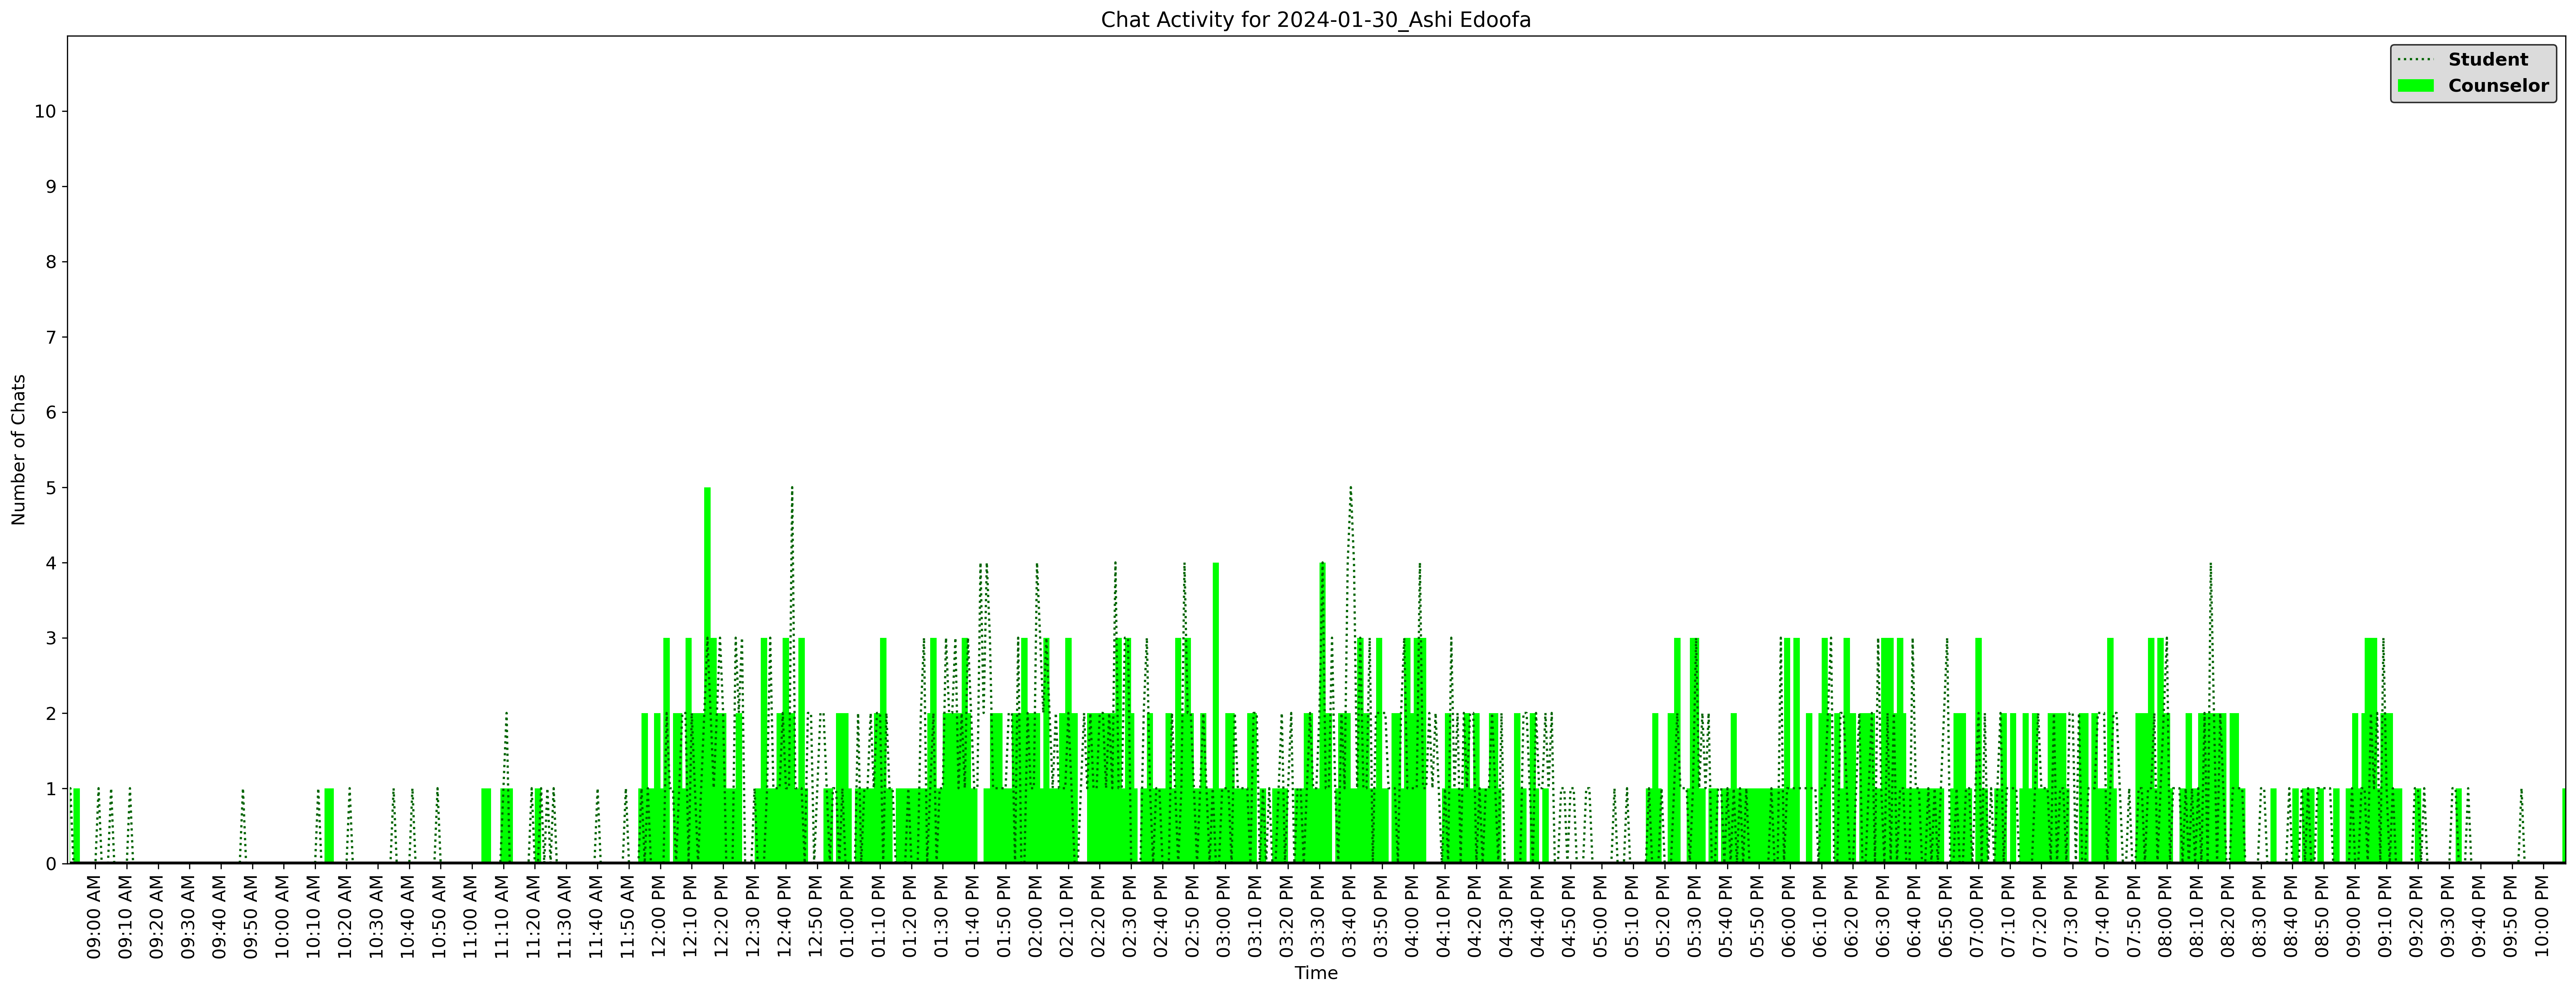 Chat Activity for 2024-01-30_Ashi Edoofa
Student
Counselor
10
9
8
7
6
5
4
3
2
1
0
Number of Chats
09:00 AM
09:10 AM
09:20 AM
09:30 AM
09:40 AM
09:50 AM
10:00 AM
10:10 AM
10:20 AM
10:30 AM
10:40 AM
10:50 AM
11:00 AM
11:10 AM
11:20 AM
11:30 AM
11:40 AM
11:50 AM
12:00 PM
12:10 PM
12:20 PM
12:30 PM
12:40 PM
12:50 PM
01:00 PM
01:10 PM
01:20 PM
01:30 PM
01:40 PM
01:50 PM
02:00 PM
02:10 PM
02:20 PM
02:30 PM
02:40 PM
02:50 PM
03:00 PM
03:10 PM
03:20 PM
03:30 PM
03:40 PM
03:50 PM
04:00 PM
04:10 PM
04:20 PM
04:30 PM
04:40 PM
04:50 PM
05:00 PM
05:10 PM
05:20 PM
05:30 PM
05:40 PM
05:50 PM
06:00 PM
06:10 PM
06:20 PM
06:30 PM
06:40 PM
06:50 PM
07:00 PM
07:10 PM
07:20 PM
07:30 PM
07:40 PM
07:50 PM
08:00 PM
08:10 PM
08:20 PM
08:30 PM
08:40 PM
08:50 PM
09:00 PM
09:10 PM
09:20 PM
09:30 PM
09:40 PM
09:50 PM
10:00 PM
Time